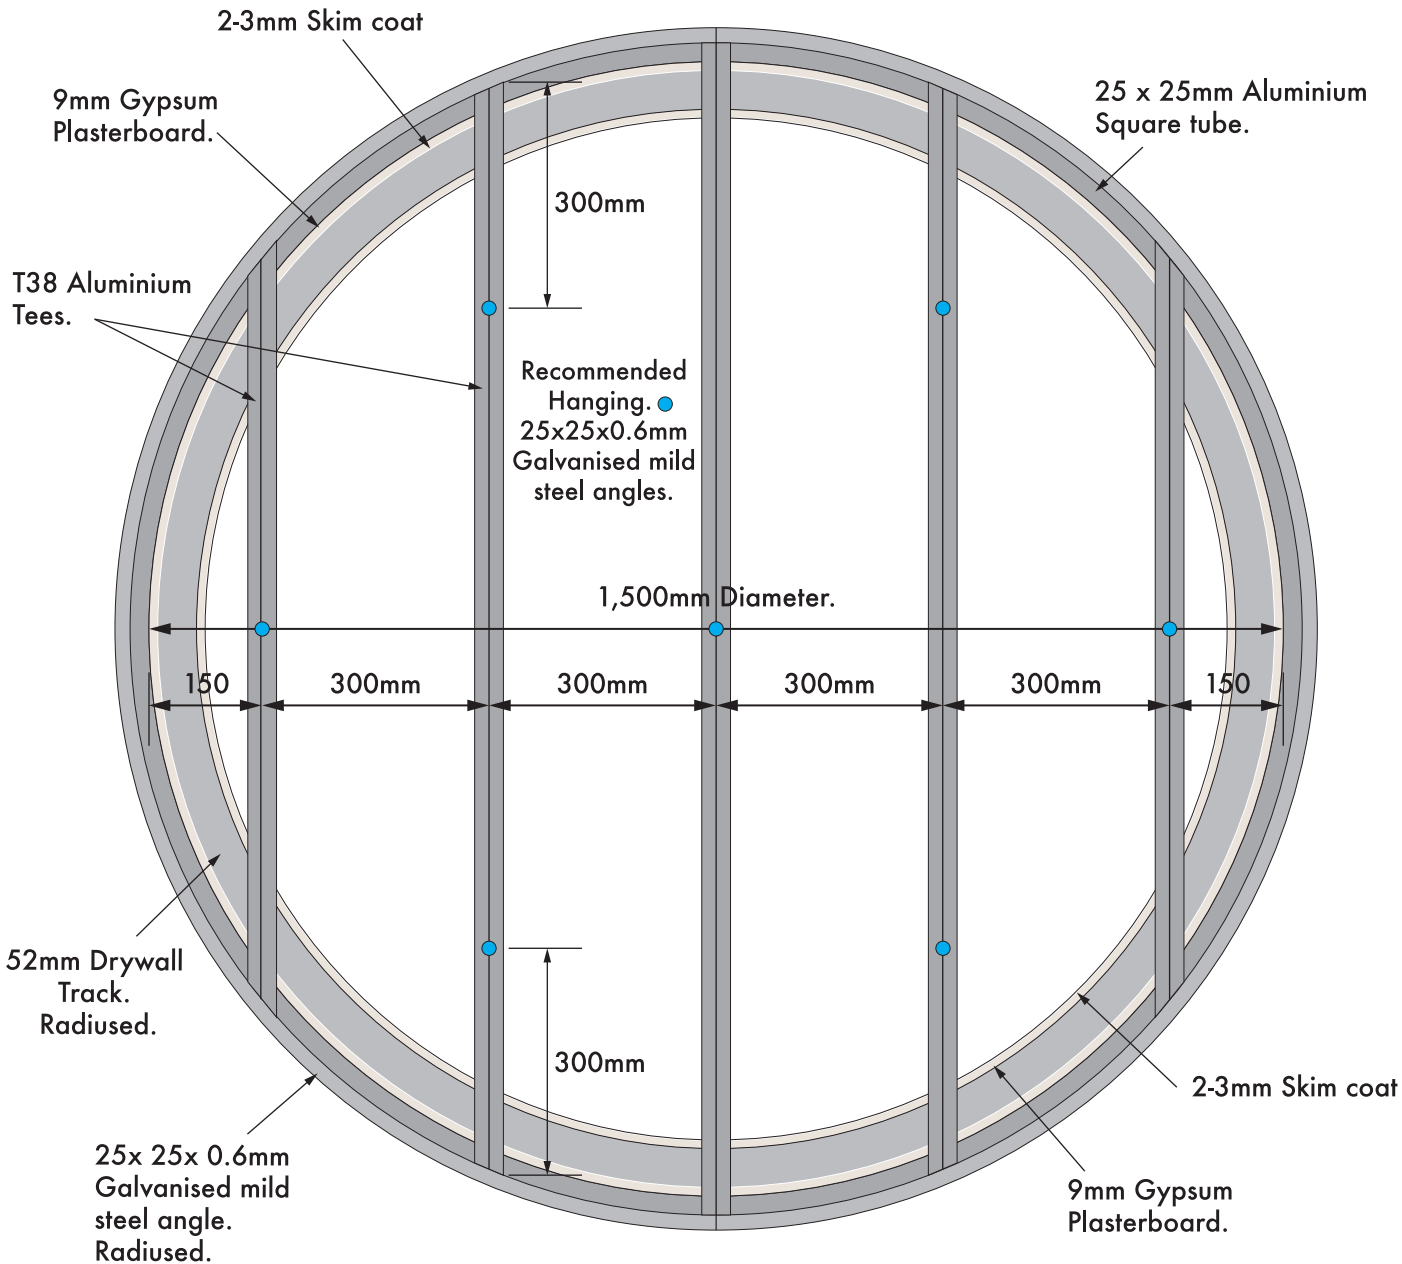 2-3mm Skim coat
9mm Gypsum
Plasterboard.
25 x 25mm Aluminium
Square tube.
300mm
T38 Aluminium
Tees.
Recommended
Hanging.
25x25x0.6mm
Galvanised mild
steel angles.
1,500mm Diameter.
150
300mm
300mm
300mm
300mm
150
52mm Drywall
Track.
Radiused.
300mm
2-3mm Skim coat
25x 25x 0.6mm
Galvanised mild
steel angle.
Radiused.
9mm Gypsum
Plasterboard.